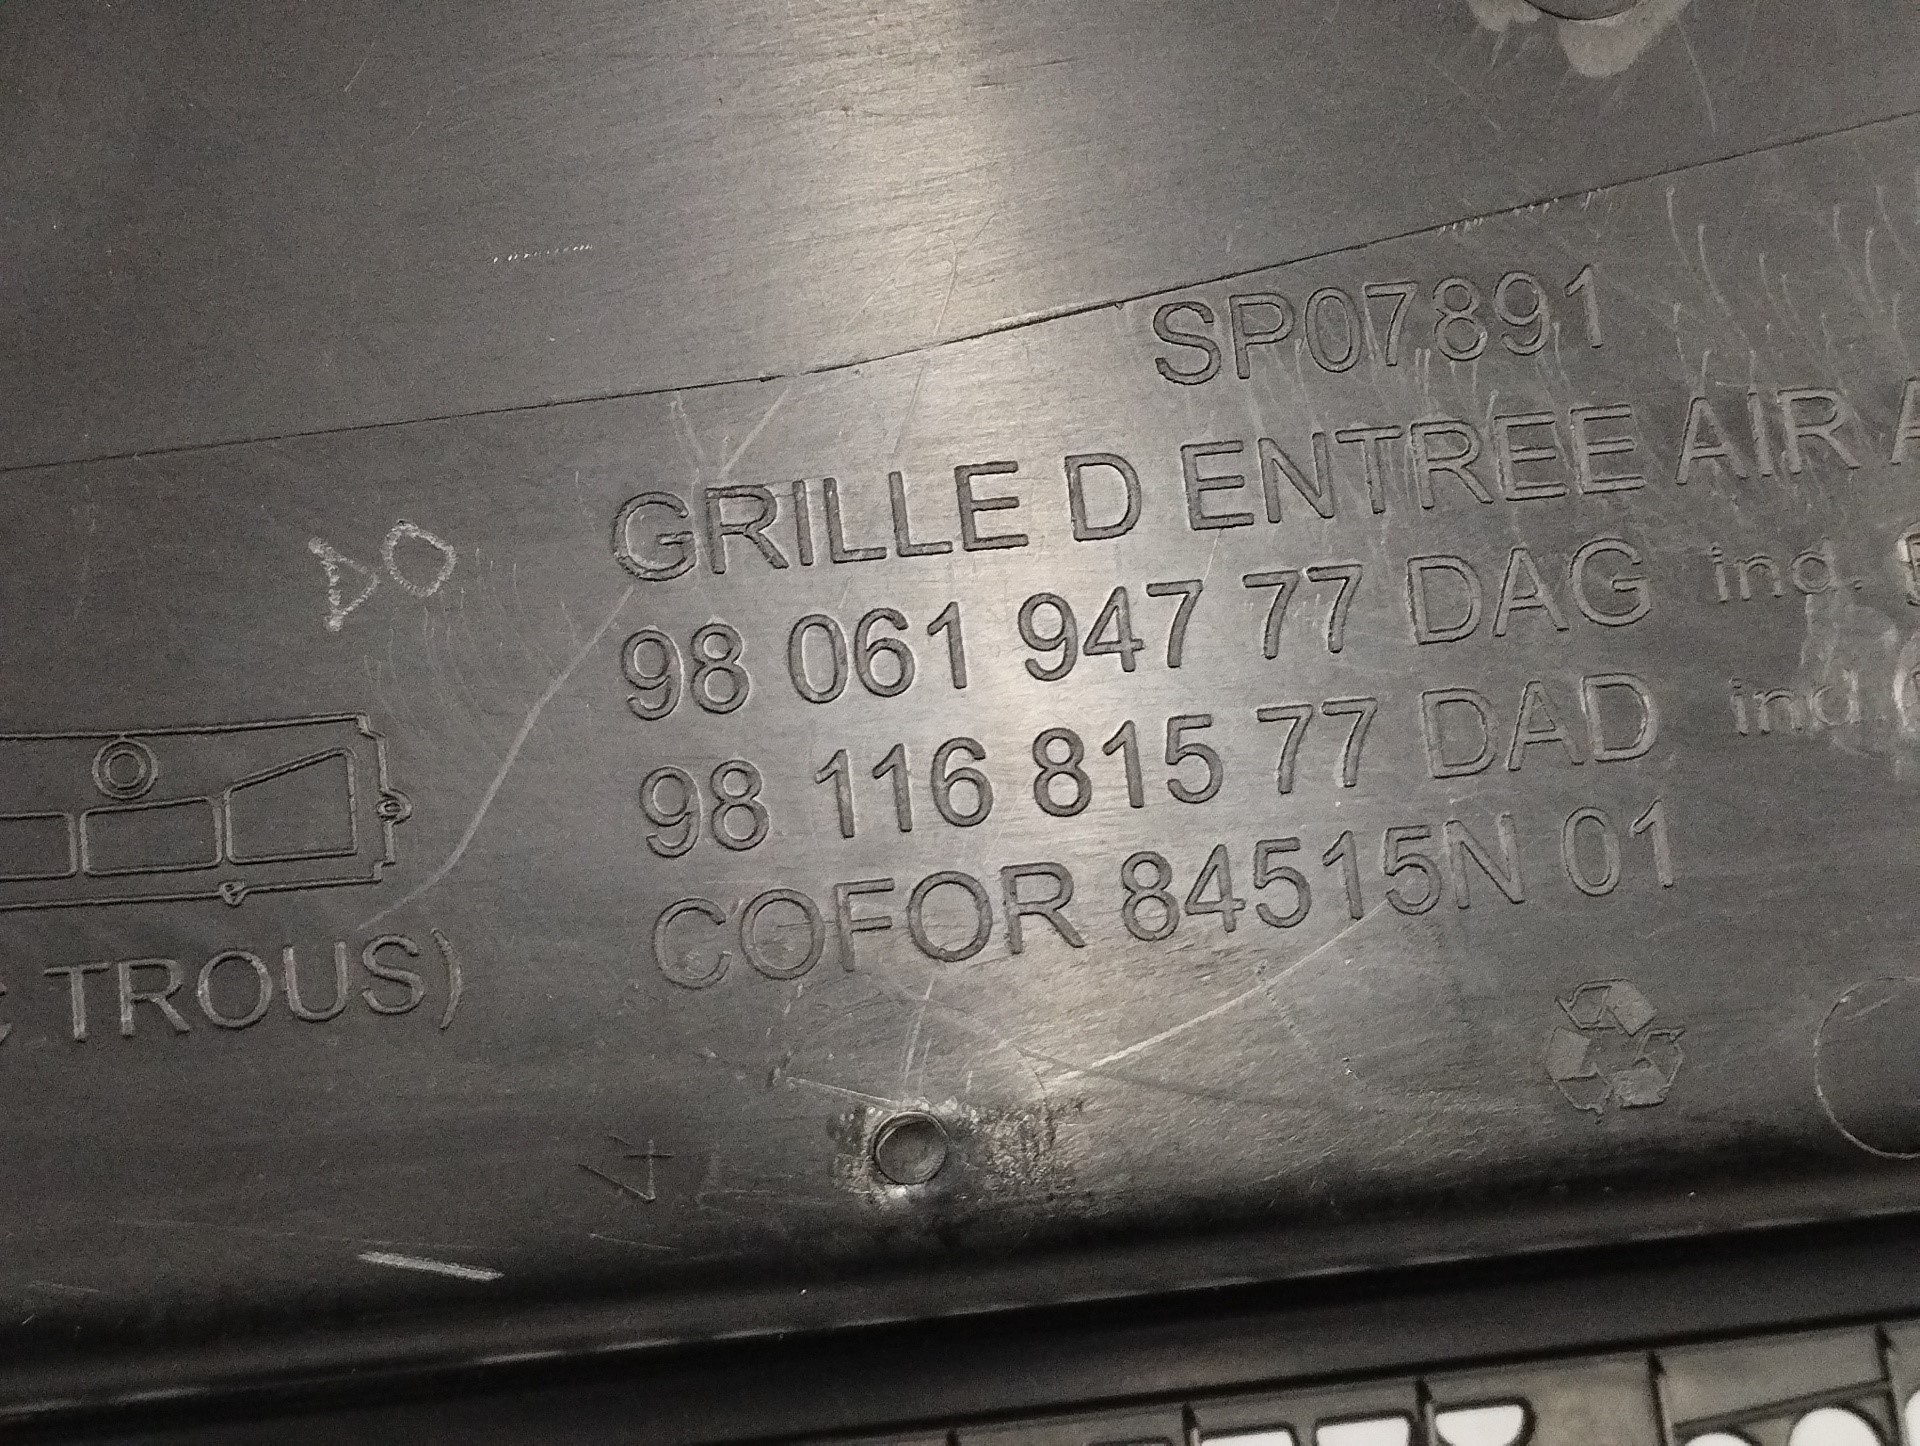 SP07891
GRILLE D ENTREE AIR A
98 061 947 77 DAG ind.
98 116 815 77 DAD ind
COFOR 84515N 01
TROUS)